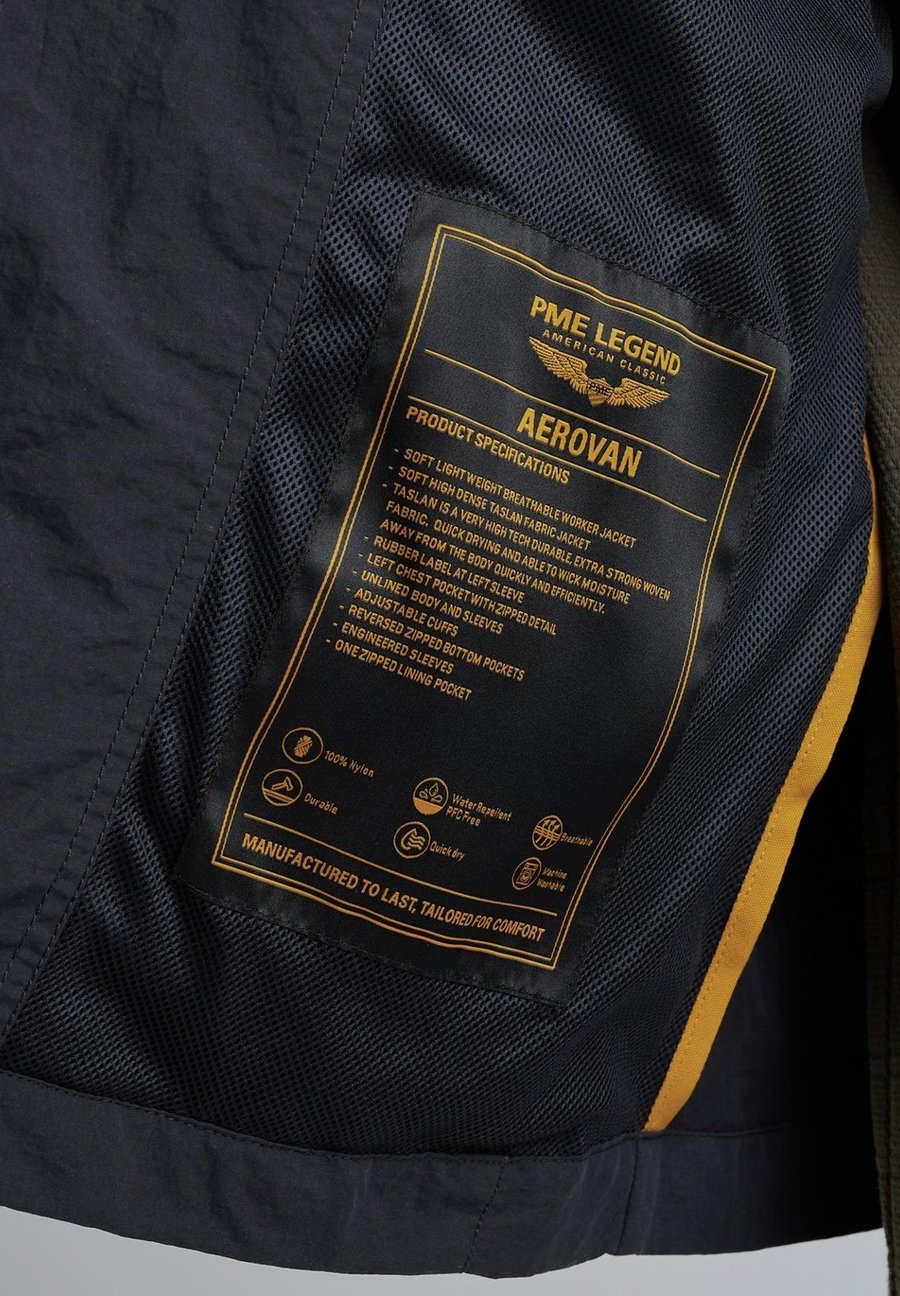 PME LEGEND
AMERICAN CLASSIC
PME
AEROVAN
PRODUCT SPECIFICATIONS
- SOFT LIGHT WEIGHT BREATHABLE WORKER JACKET
- SOFT HIGH DENSE TASLAN FABRIC JACKET
- TASLAN IS A VERY HIGH TECH DURABLE, EXTRA STRONG WOVEN
FABRIC. QUICK DRYING AND ABLE TO WICK MOISTURE
AWAY FROM THE BODY QUICKLY AND EFFICIENTLY.
- RUBBER LABEL AT LEFT SLEEVE
- LEFT CHEST POCKET WITH ZIPPED DETAIL
- UNLINED BODY AND SLEEVES
- ADJUSTABLE CUFFS
- REVERSED ZIPPED BOTTOM POCKETS
- ENGINEERED SLEEVES
- ONE ZIPPED LINING POCKET
100% Nylon
Water Repellent
PFC Free
Breathable
Durable
Quick dry
Machine
Washable
MANUFACTURED TO LAST, TAILORED FOR COMFORT